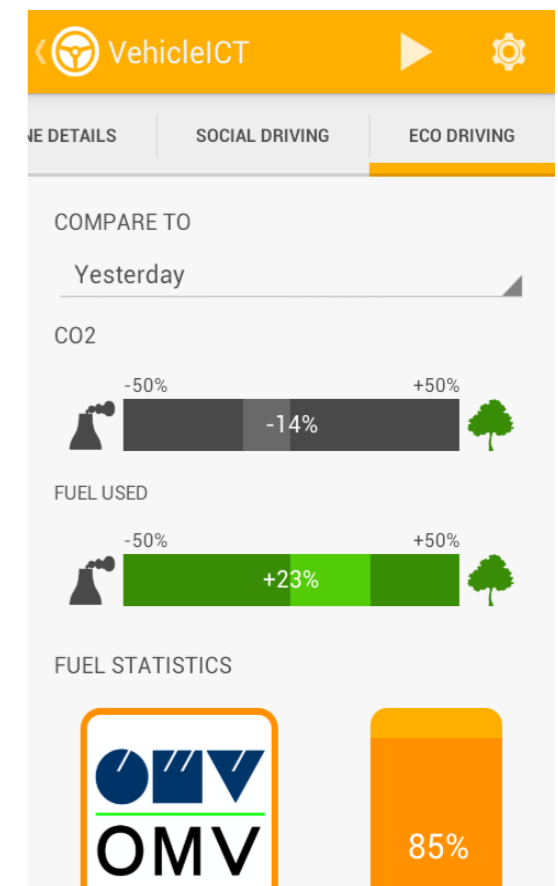 VehicleICT
NE DETAILS SOCIAL DRIVING ECO DRIVING
COMPARE TO
Yesterday
CO2
-50% +50%
-14%
FUEL USED
-50% +50%
+23%
FUEL STATISTICS
OMV
OMV
85%